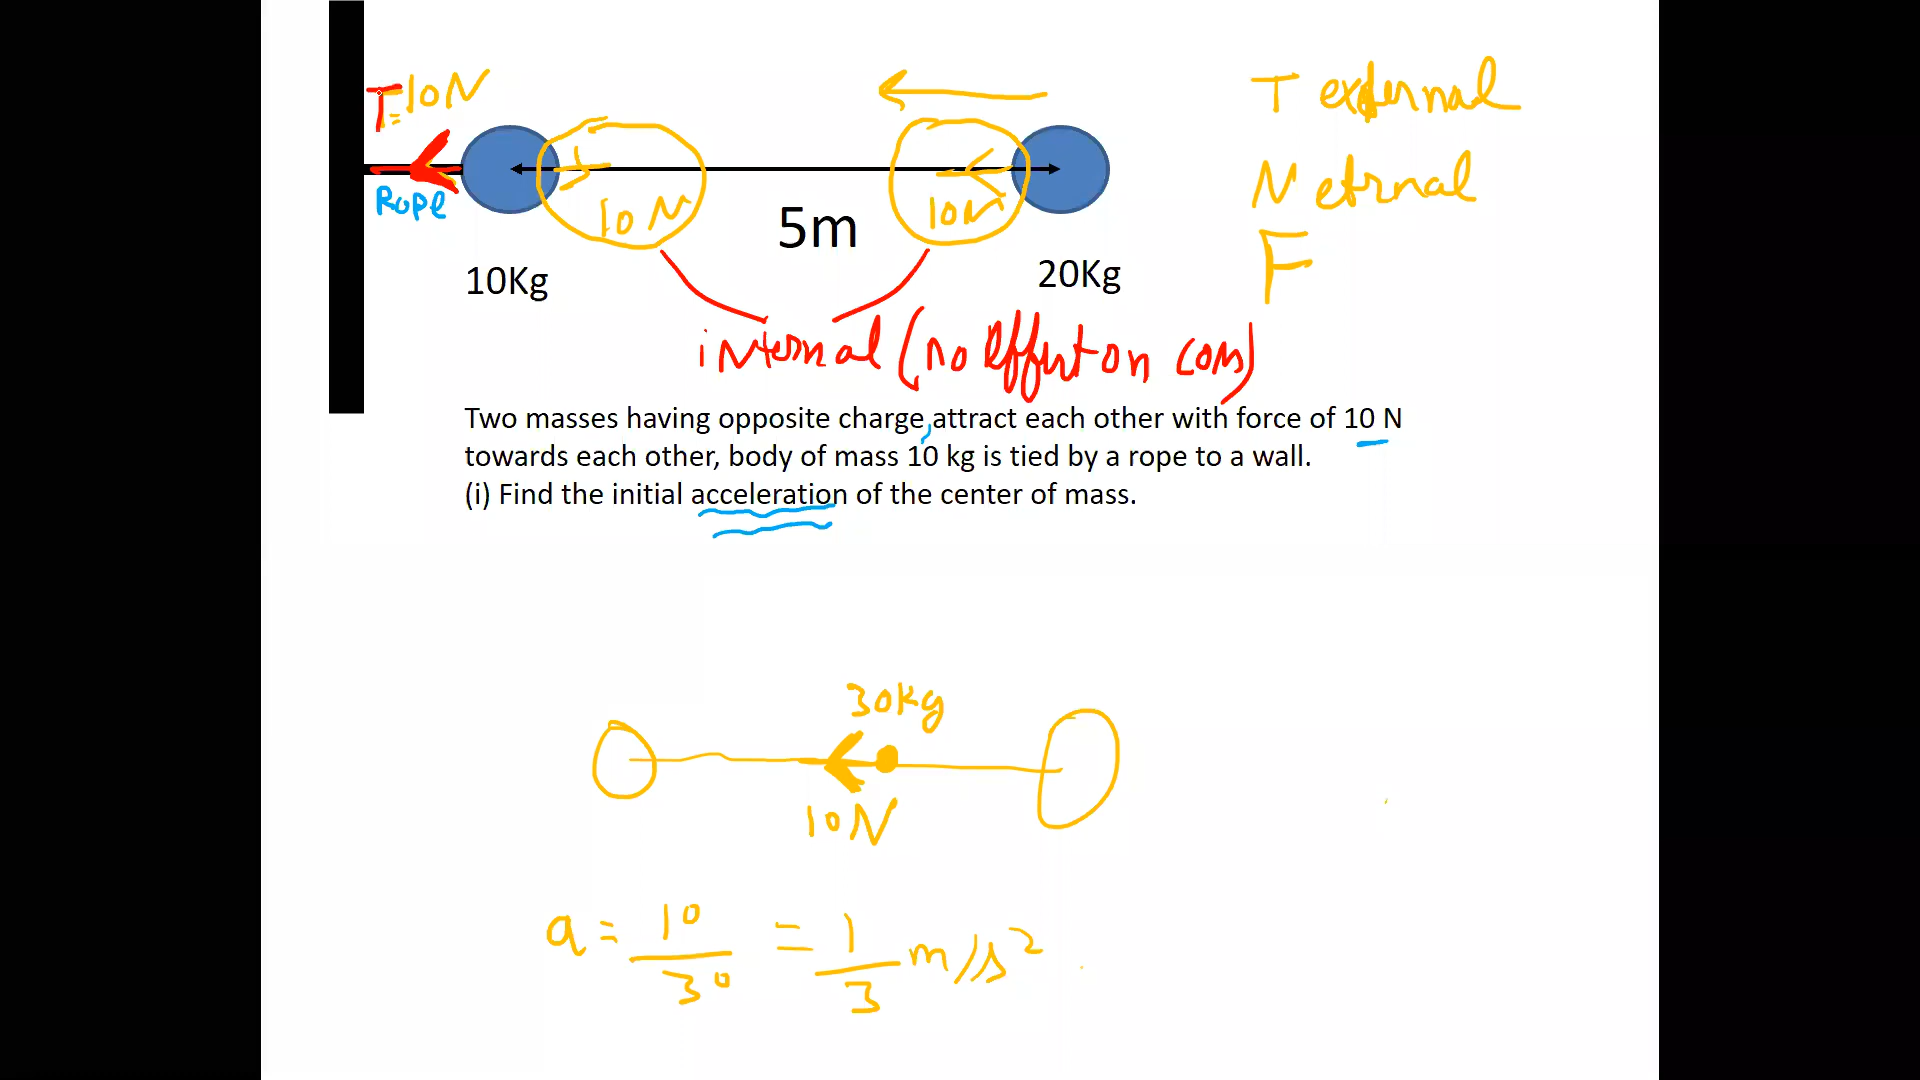 T=10N
T external
Rope
10N
10N
N eternal
5m
F
10Kg
20Kg
internal (no effect on COM)
Two masses having opposite charge,attract each other with force of 10 N
towards each other, body of mass 10 kg is tied by a rope to a wall.
(i) Find the initial acceleration of the center of mass.
30kg
10N
a = 10/30 = 1/3 m/s²